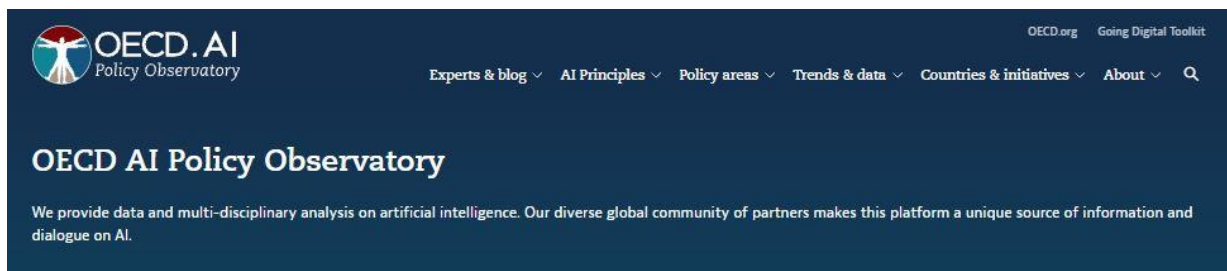 OECD.AI
Policy Observatory
OECD.org Going Digital Toolkit
Experts & blog AI Principles Policy areas Trends & data Countries & initiatives About
OECD AI Policy Observatory
We provide data and multi-disciplinary analysis on artificial intelligence. Our diverse global community of partners makes this platform a unique source of information and
dialogue on AI.